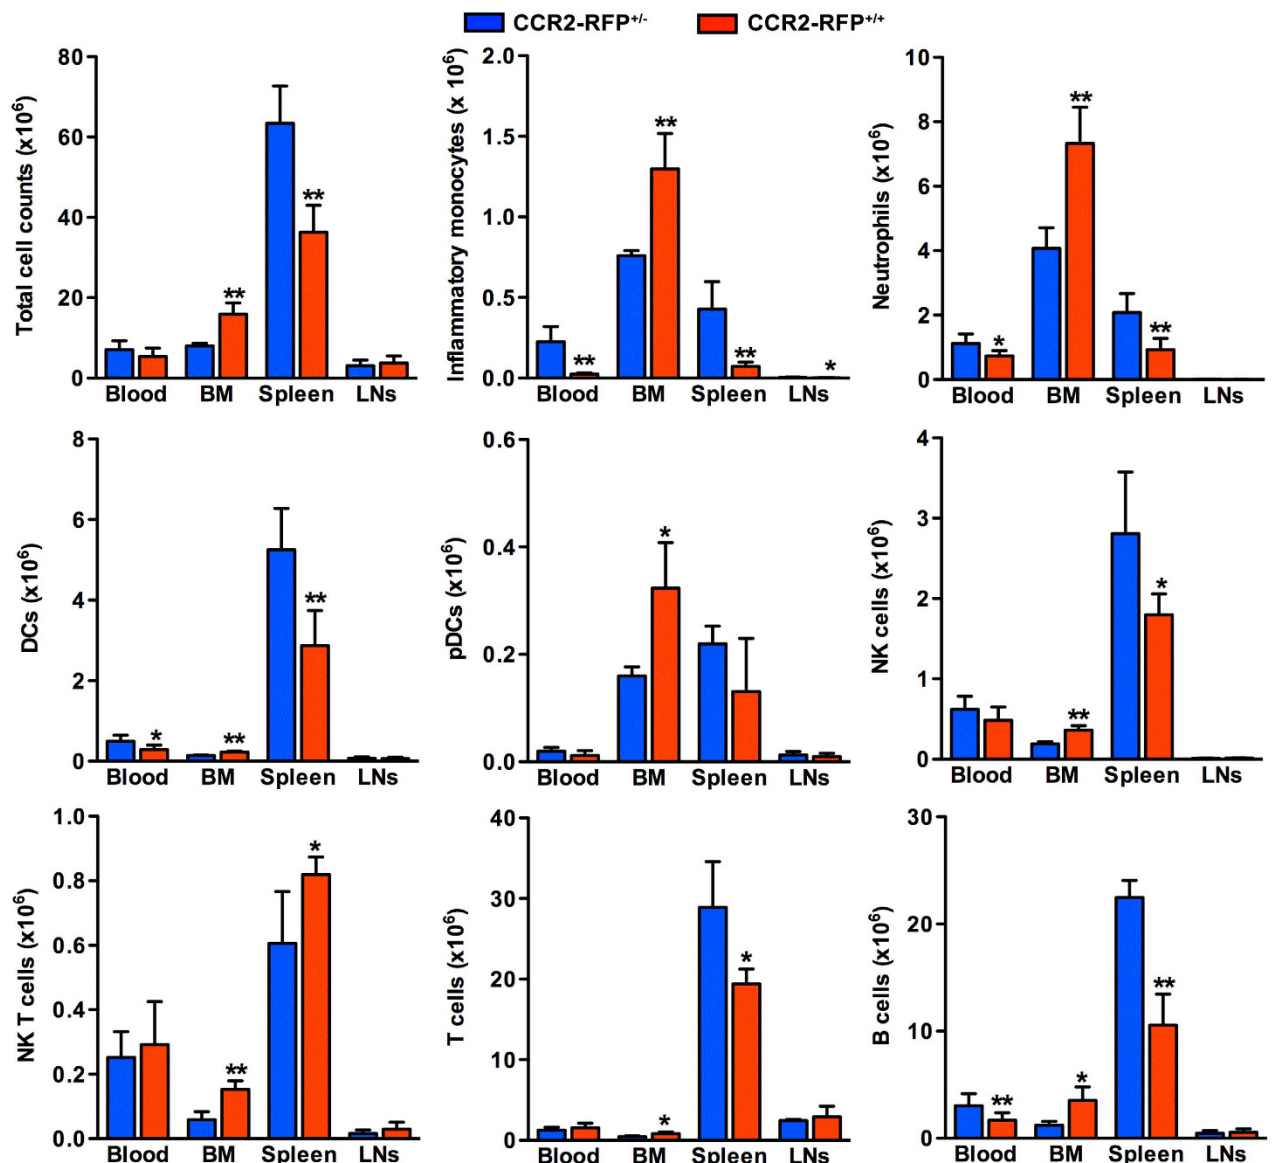 CCR2-RFP+/- CCR2-RFP+/+
Total cell counts (x10⁶)
80
60
40
20
0
Blood BM Spleen LNs
** **
Inflammatory monocytes (x 10⁶)
2.0
1.5
1.0
0.5
0.0
Blood BM Spleen LNs
** ** ** *
Neutrophils (x10⁶)
10
8
6
4
2
0
Blood BM Spleen LNs
* ** **
DCs (x10⁶)
8
6
4
2
0
Blood BM Spleen LNs
* ** **
pDCs (x10⁶)
0.6
0.4
0.2
0.0
Blood BM Spleen LNs
*
NK cells (x10⁶)
4
3
2
1
0
Blood BM Spleen LNs
** *
NK T cells (x10⁶)
1.0
0.8
0.6
0.4
0.2
0.0
Blood BM Spleen LNs
** *
T cells (x10⁶)
40
30
20
10
0
Blood BM Spleen LNs
* *
B cells (x10⁶)
30
20
10
0
Blood BM Spleen LNs
** * **